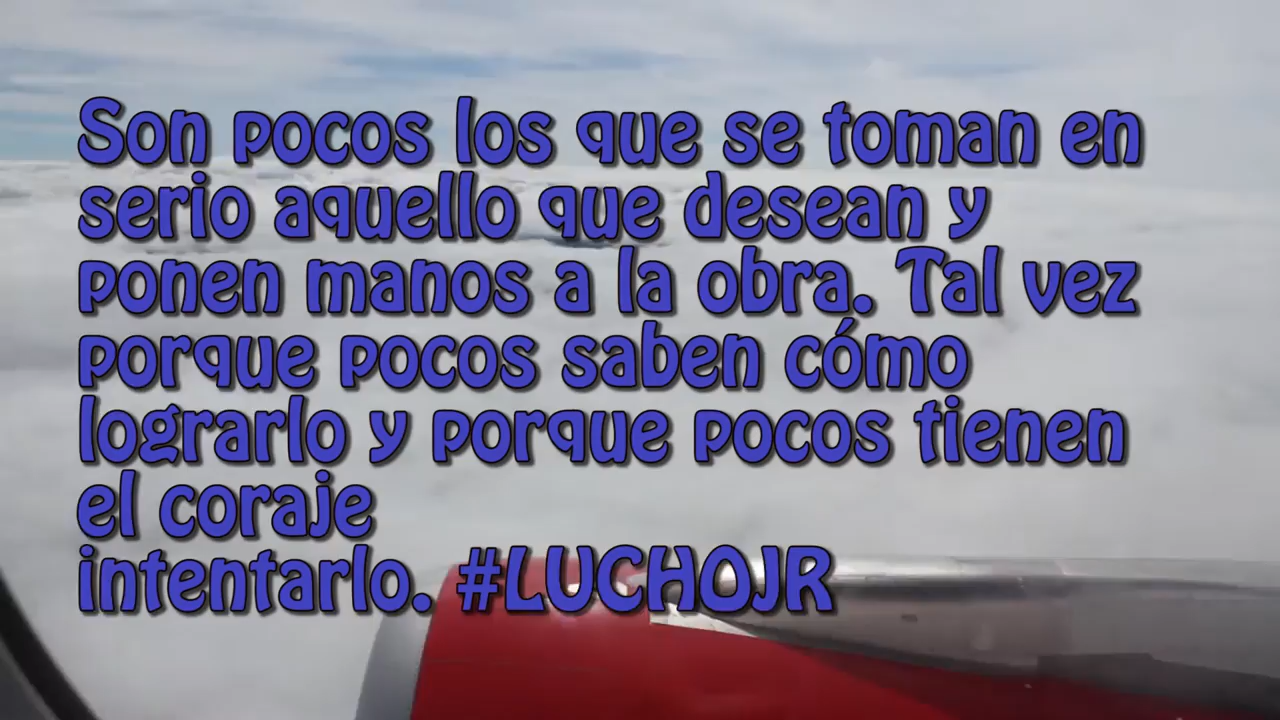 Son pocos los que se toman en
serio aquello que desean y
ponen manos a la obra. Tal vez
porque pocos saben cómo
lograrlo y porque pocos tienen
el coraje
intentarlo. #LUCHOJR